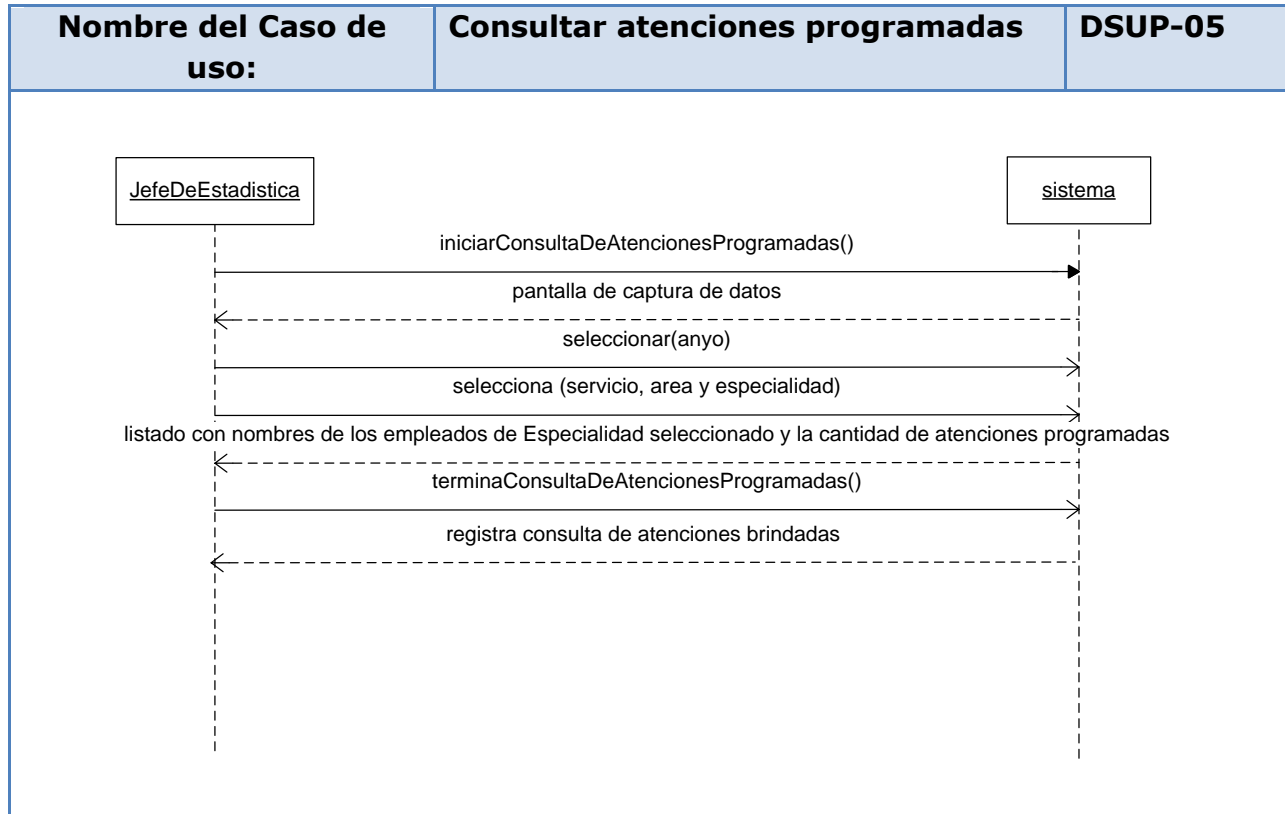 Nombre del Caso de
uso:
Consultar atenciones programadas
DSUP-05
JefeDeEstadistica
sistema
iniciarConsultaDeAtencionesProgramadas()
pantalla de captura de datos
seleccionar(anyo)
selecciona (servicio, area y especialidad)
listado con nombres de los empleados de Especialidad seleccionado y la cantidad de atenciones programadas
terminaConsultaDeAtencionesProgramadas()
registra consulta de atenciones brindadas